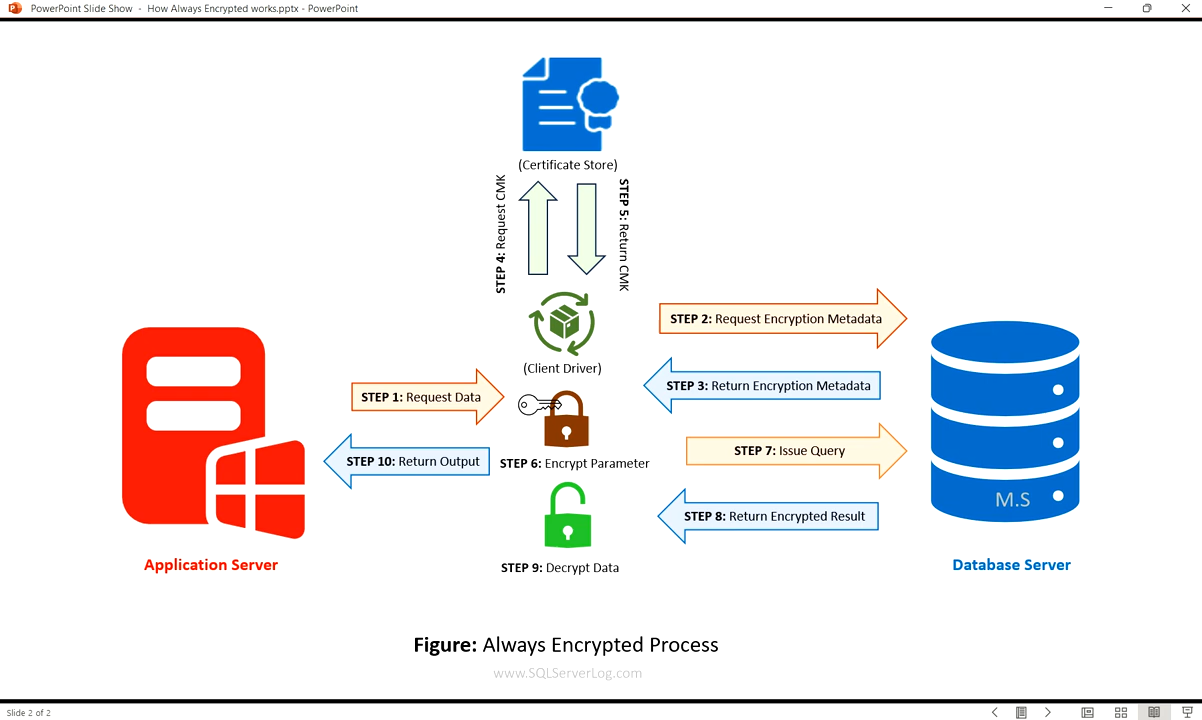 PowerPoint Slide Show - How Always Encrypted works.pptx - PowerPoint
(Certificate Store)
STEP 4: Request CMK
STEP 5: Return CMK
(Client Driver)
STEP 2: Request Encryption Metadata
STEP 3: Return Encryption Metadata
STEP 1: Request Data
STEP 10: Return Output
STEP 6: Encrypt Parameter
STEP 7: Issue Query
STEP 8: Return Encrypted Result
M.S
STEP 9: Decrypt Data
Application Server
Database Server
Figure: Always Encrypted Process
www.SQLServerLog.com
Slide 2 of 2